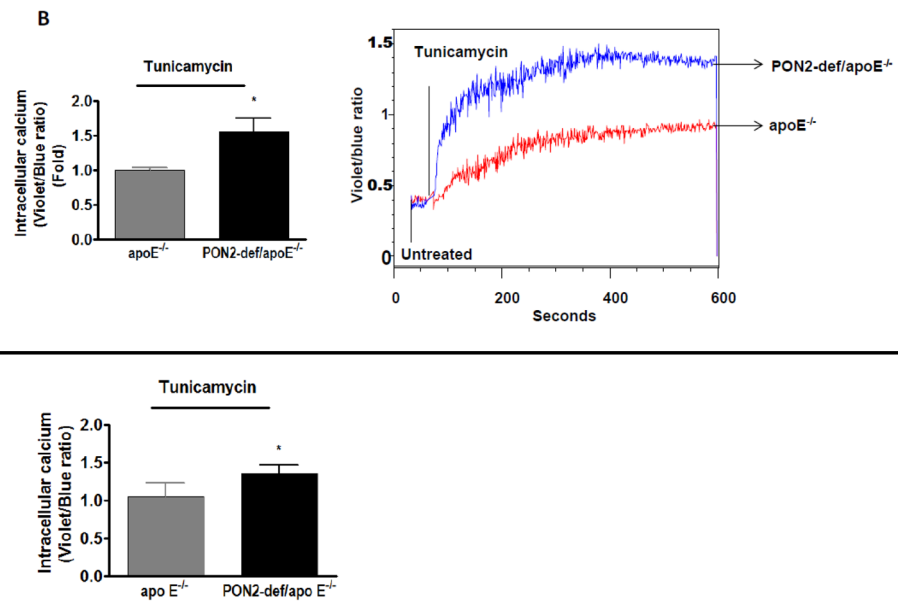 B
Tunicamycin
*
Intracellular calcium
(Violet/Blue ratio)
(Fold)
2.0
1.5
1.0
0.5
0.0
apoE-/-
PON2-def/apoE-/-
1.5
1
0.5
0
Violet/blue ratio
Tunicamycin
Untreated
PON2-def/apoE-/-
apoE-/-
0
200
400
600
Seconds
Tunicamycin
*
Intracellular calcium
(Violet/Blue ratio)
2.0
1.5
1.0
0.5
0.0
apo E-/-
PON2-def/apo E-/-